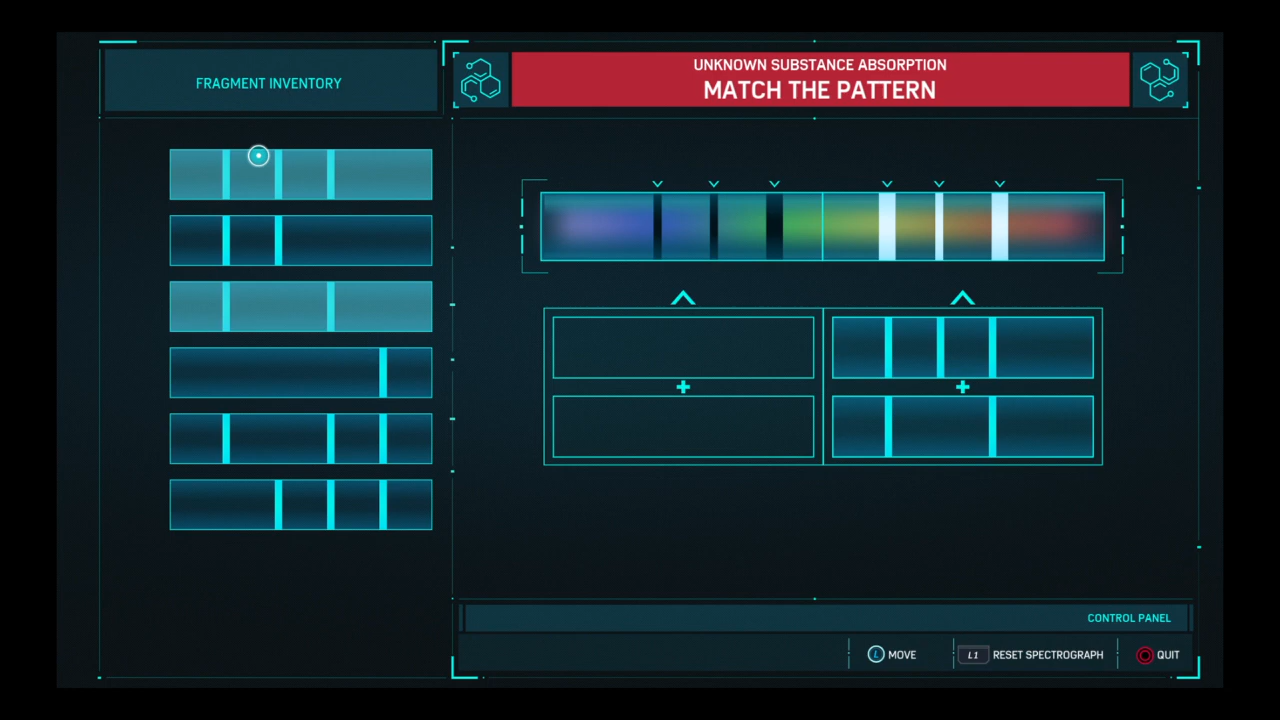 FRAGMENT INVENTORY
UNKNOWN SUBSTANCE ABSORPTION
MATCH THE PATTERN
CONTROL PANEL
L MOVE
L1 RESET SPECTROGRAPH
QUIT